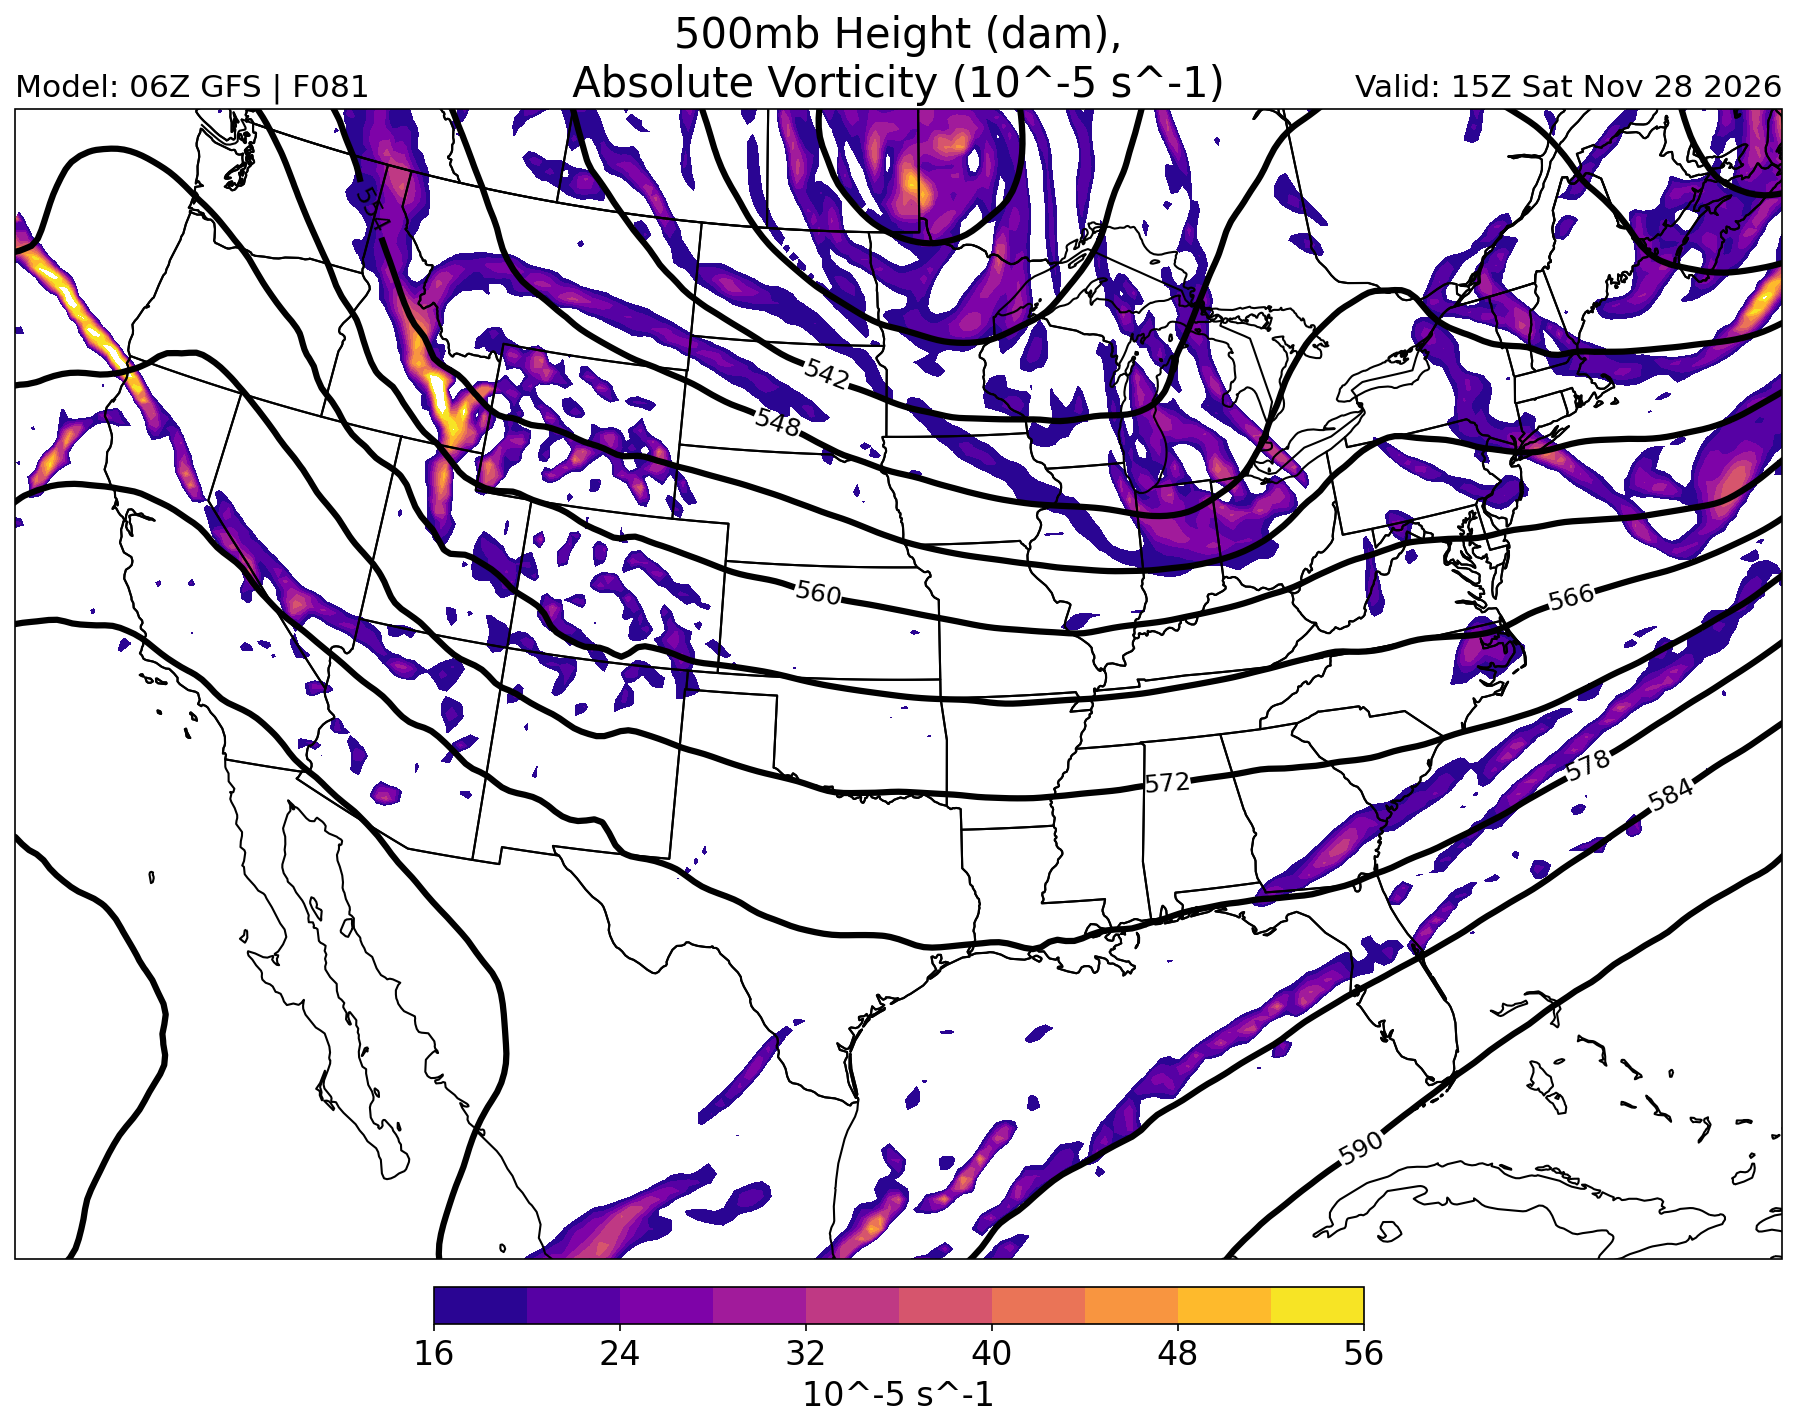 500mb Height (dam),
Model: 06Z GFS | F081
Absolute Vorticity (10^-5 s^-1)
Valid: 15Z Sat Nov 28 2026
554
542
548
560
566
572
578
584
590
16 24 32 40 48 56
10^-5 s^-1